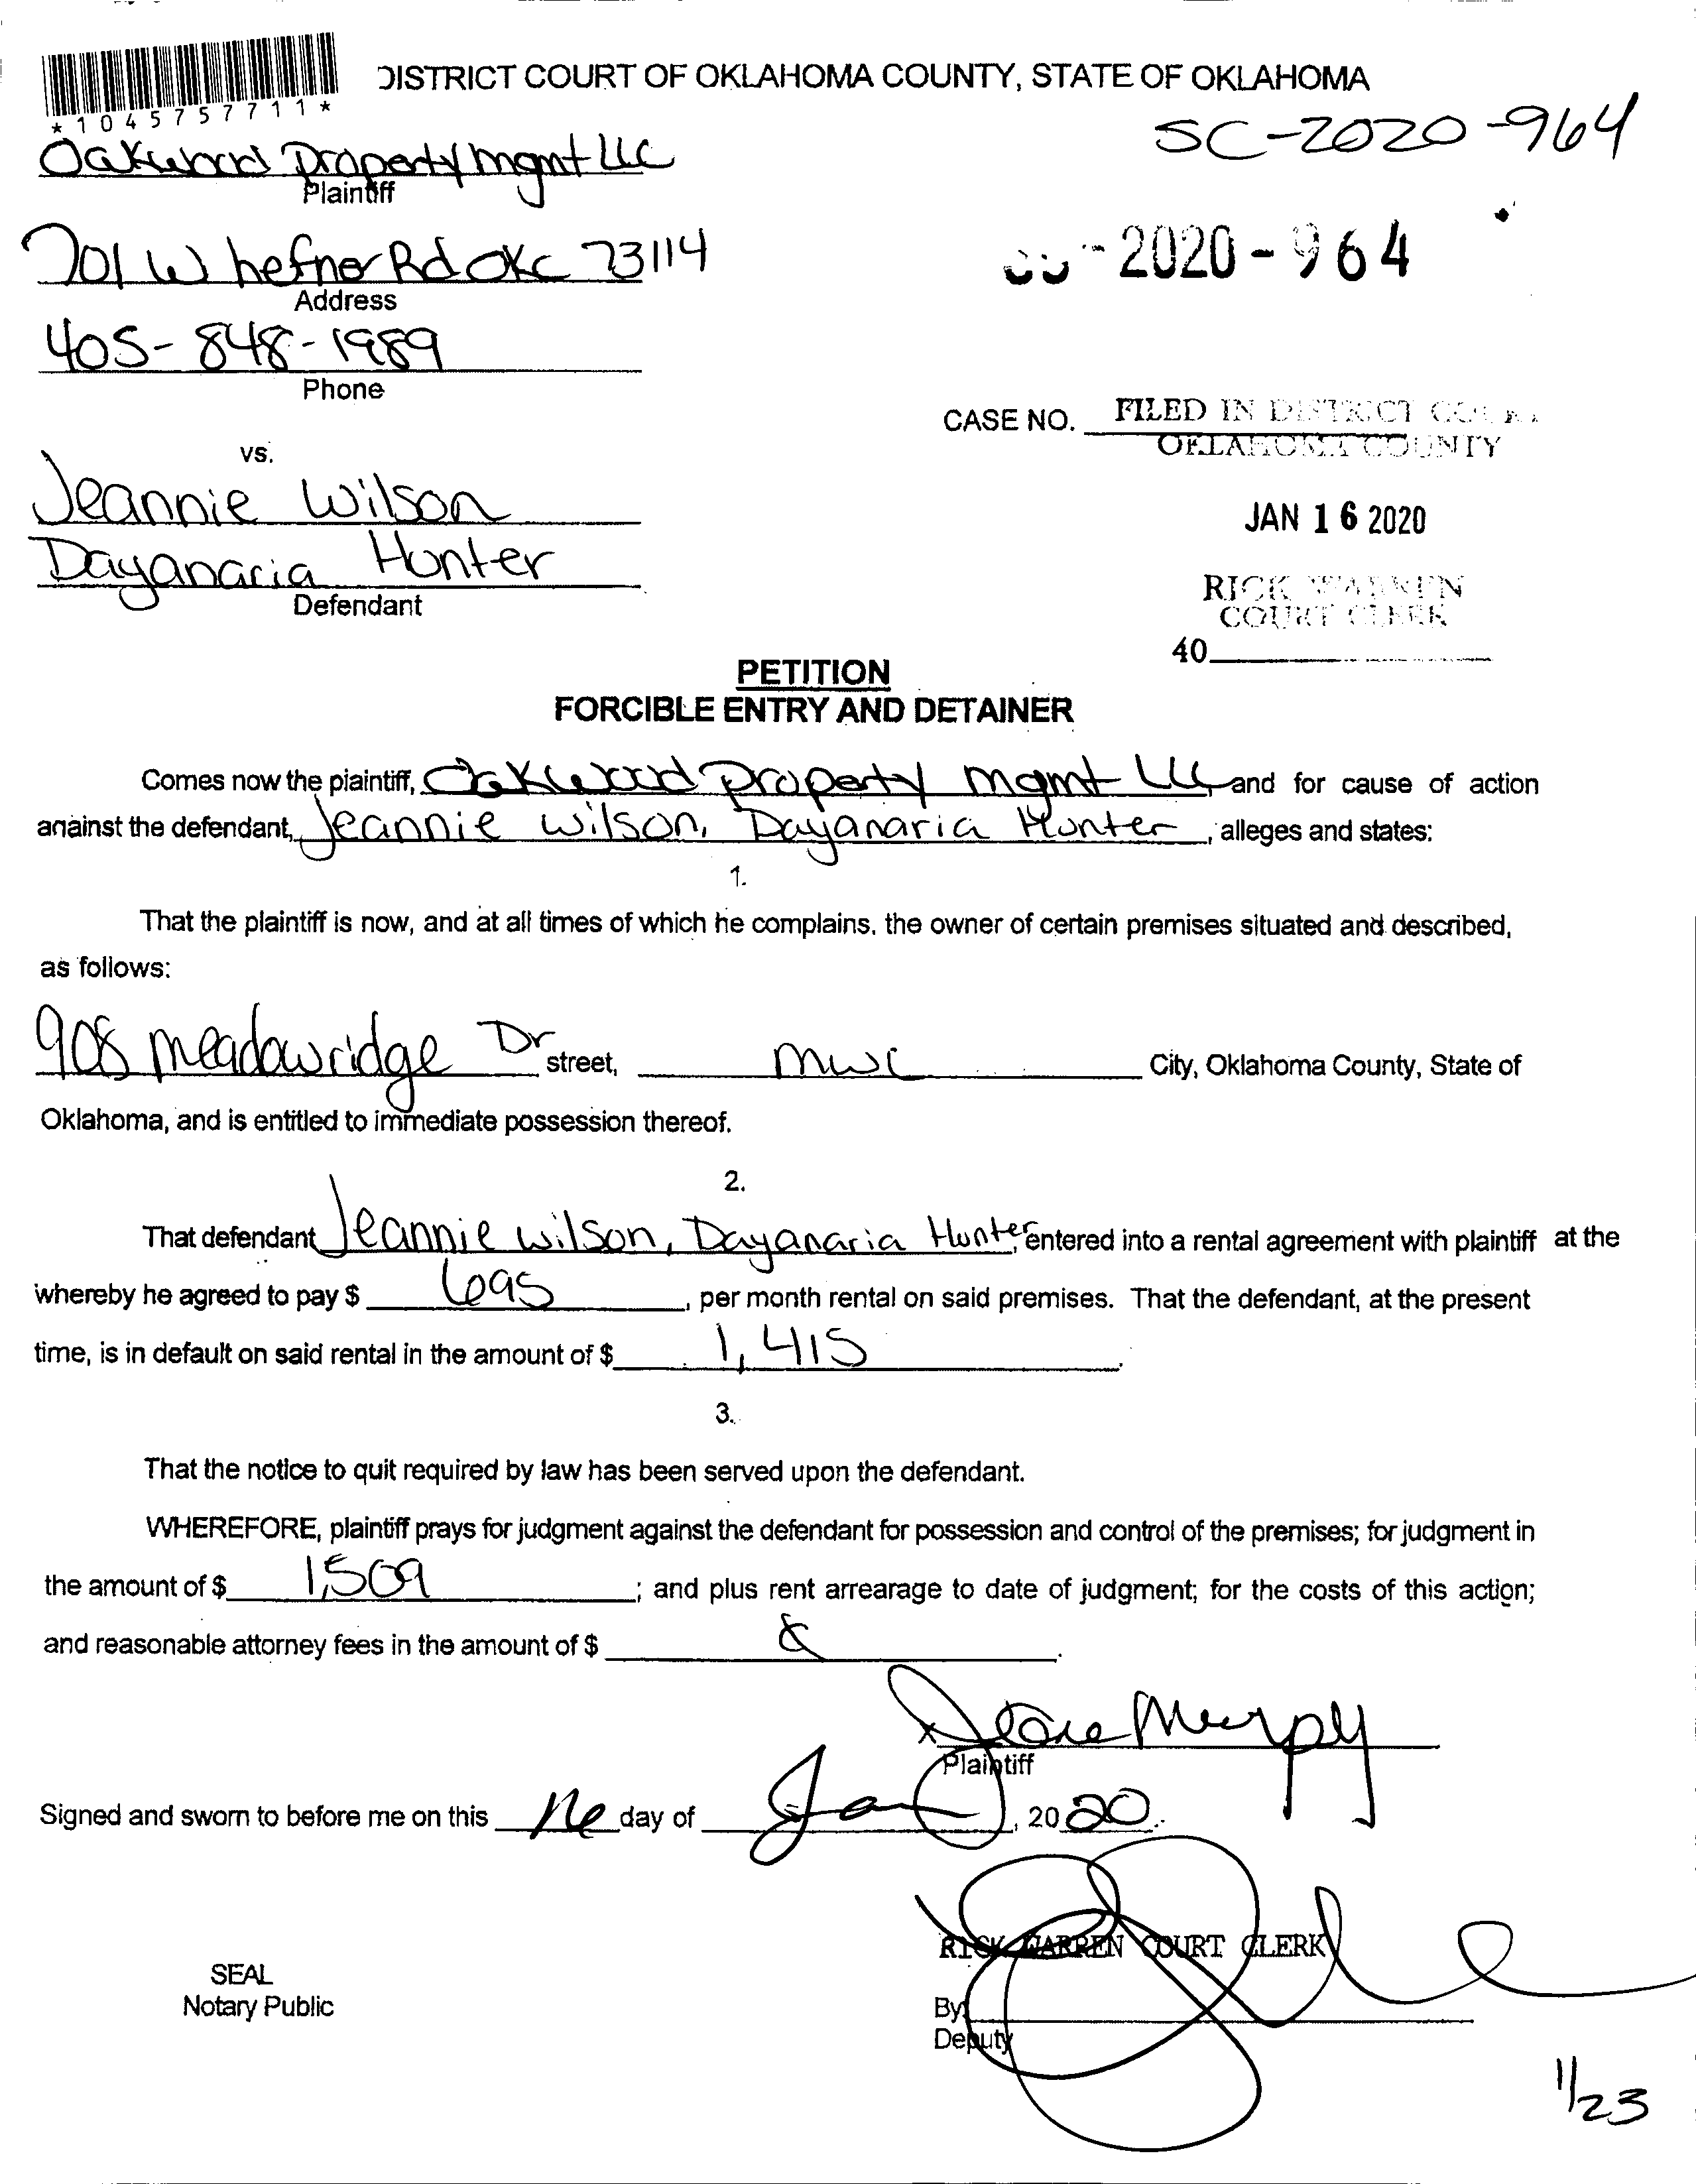 DISTRICT COURT OF OKLAHOMA COUNTY, STATE OF OKLAHOMA
*1045757711*
SC-2020-964
Oakwood Property mgmt LLC
Plaintiff
701 W hefner Rd OKC 73114
Address
-2020-964
405-848-1989
Phone
CASE NO.
FILED IN DISTRICT COURT
OKLAHOMA COUNTY
vs.
Jeannie Wilson
JAN 16 2020
Dayanaria Hunter
Defendant
RICK WARREN
COURT CLERK
40
PETITION
FORCIBLE ENTRY AND DETAINER
Comes now the plaintiff, Oakwood Property mgmt LLC, and for cause of action
against the defendant, Jeannie Wilson, Dayanaria Hunter, alleges and states:
1.
That the plaintiff is now, and at all times of which he complains, the owner of certain premises situated and described,
as follows:
908 meadowridge Dr street, mwc City, Oklahoma County, State of
Oklahoma, and is entitled to immediate possession thereof.
2.
That defendant Jeannie Wilson, Dayanaria Hunter, entered into a rental agreement with plaintiff at the
whereby he agreed to pay $ 695, per month rental on said premises. That the defendant, at the present
time, is in default on said rental in the amount of $ 1,415.
3.
That the notice to quit required by law has been served upon the defendant.
WHEREFORE, plaintiff prays for judgment against the defendant for possession and control of the premises; for judgment in
the amount of $ 1,509; and plus rent arrearage to date of judgment; for the costs of this action;
and reasonable attorney fees in the amount of $ .
x Murphy
Plaintiff
Signed and sworn to before me on this 16 day of Jan, 2020.
RICK WARREN COURT CLERK
SEAL
Notary Public
By
Deputy
1/23